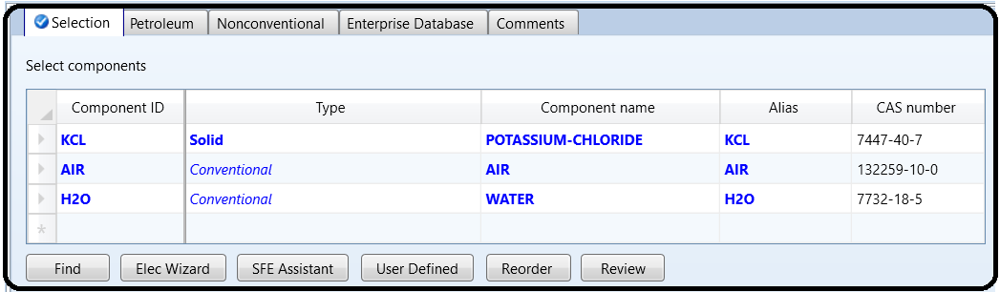 Selection Petroleum Nonconventional Enterprise Database Comments
Select components
Component ID Type Component name Alias CAS number
KCL Solid POTASSIUM-CHLORIDE KCL 7447-40-7
AIR Conventional AIR AIR 132259-10-0
H2O Conventional WATER H2O 7732-18-5
*
Find Elec Wizard SFE Assistant User Defined Reorder Review